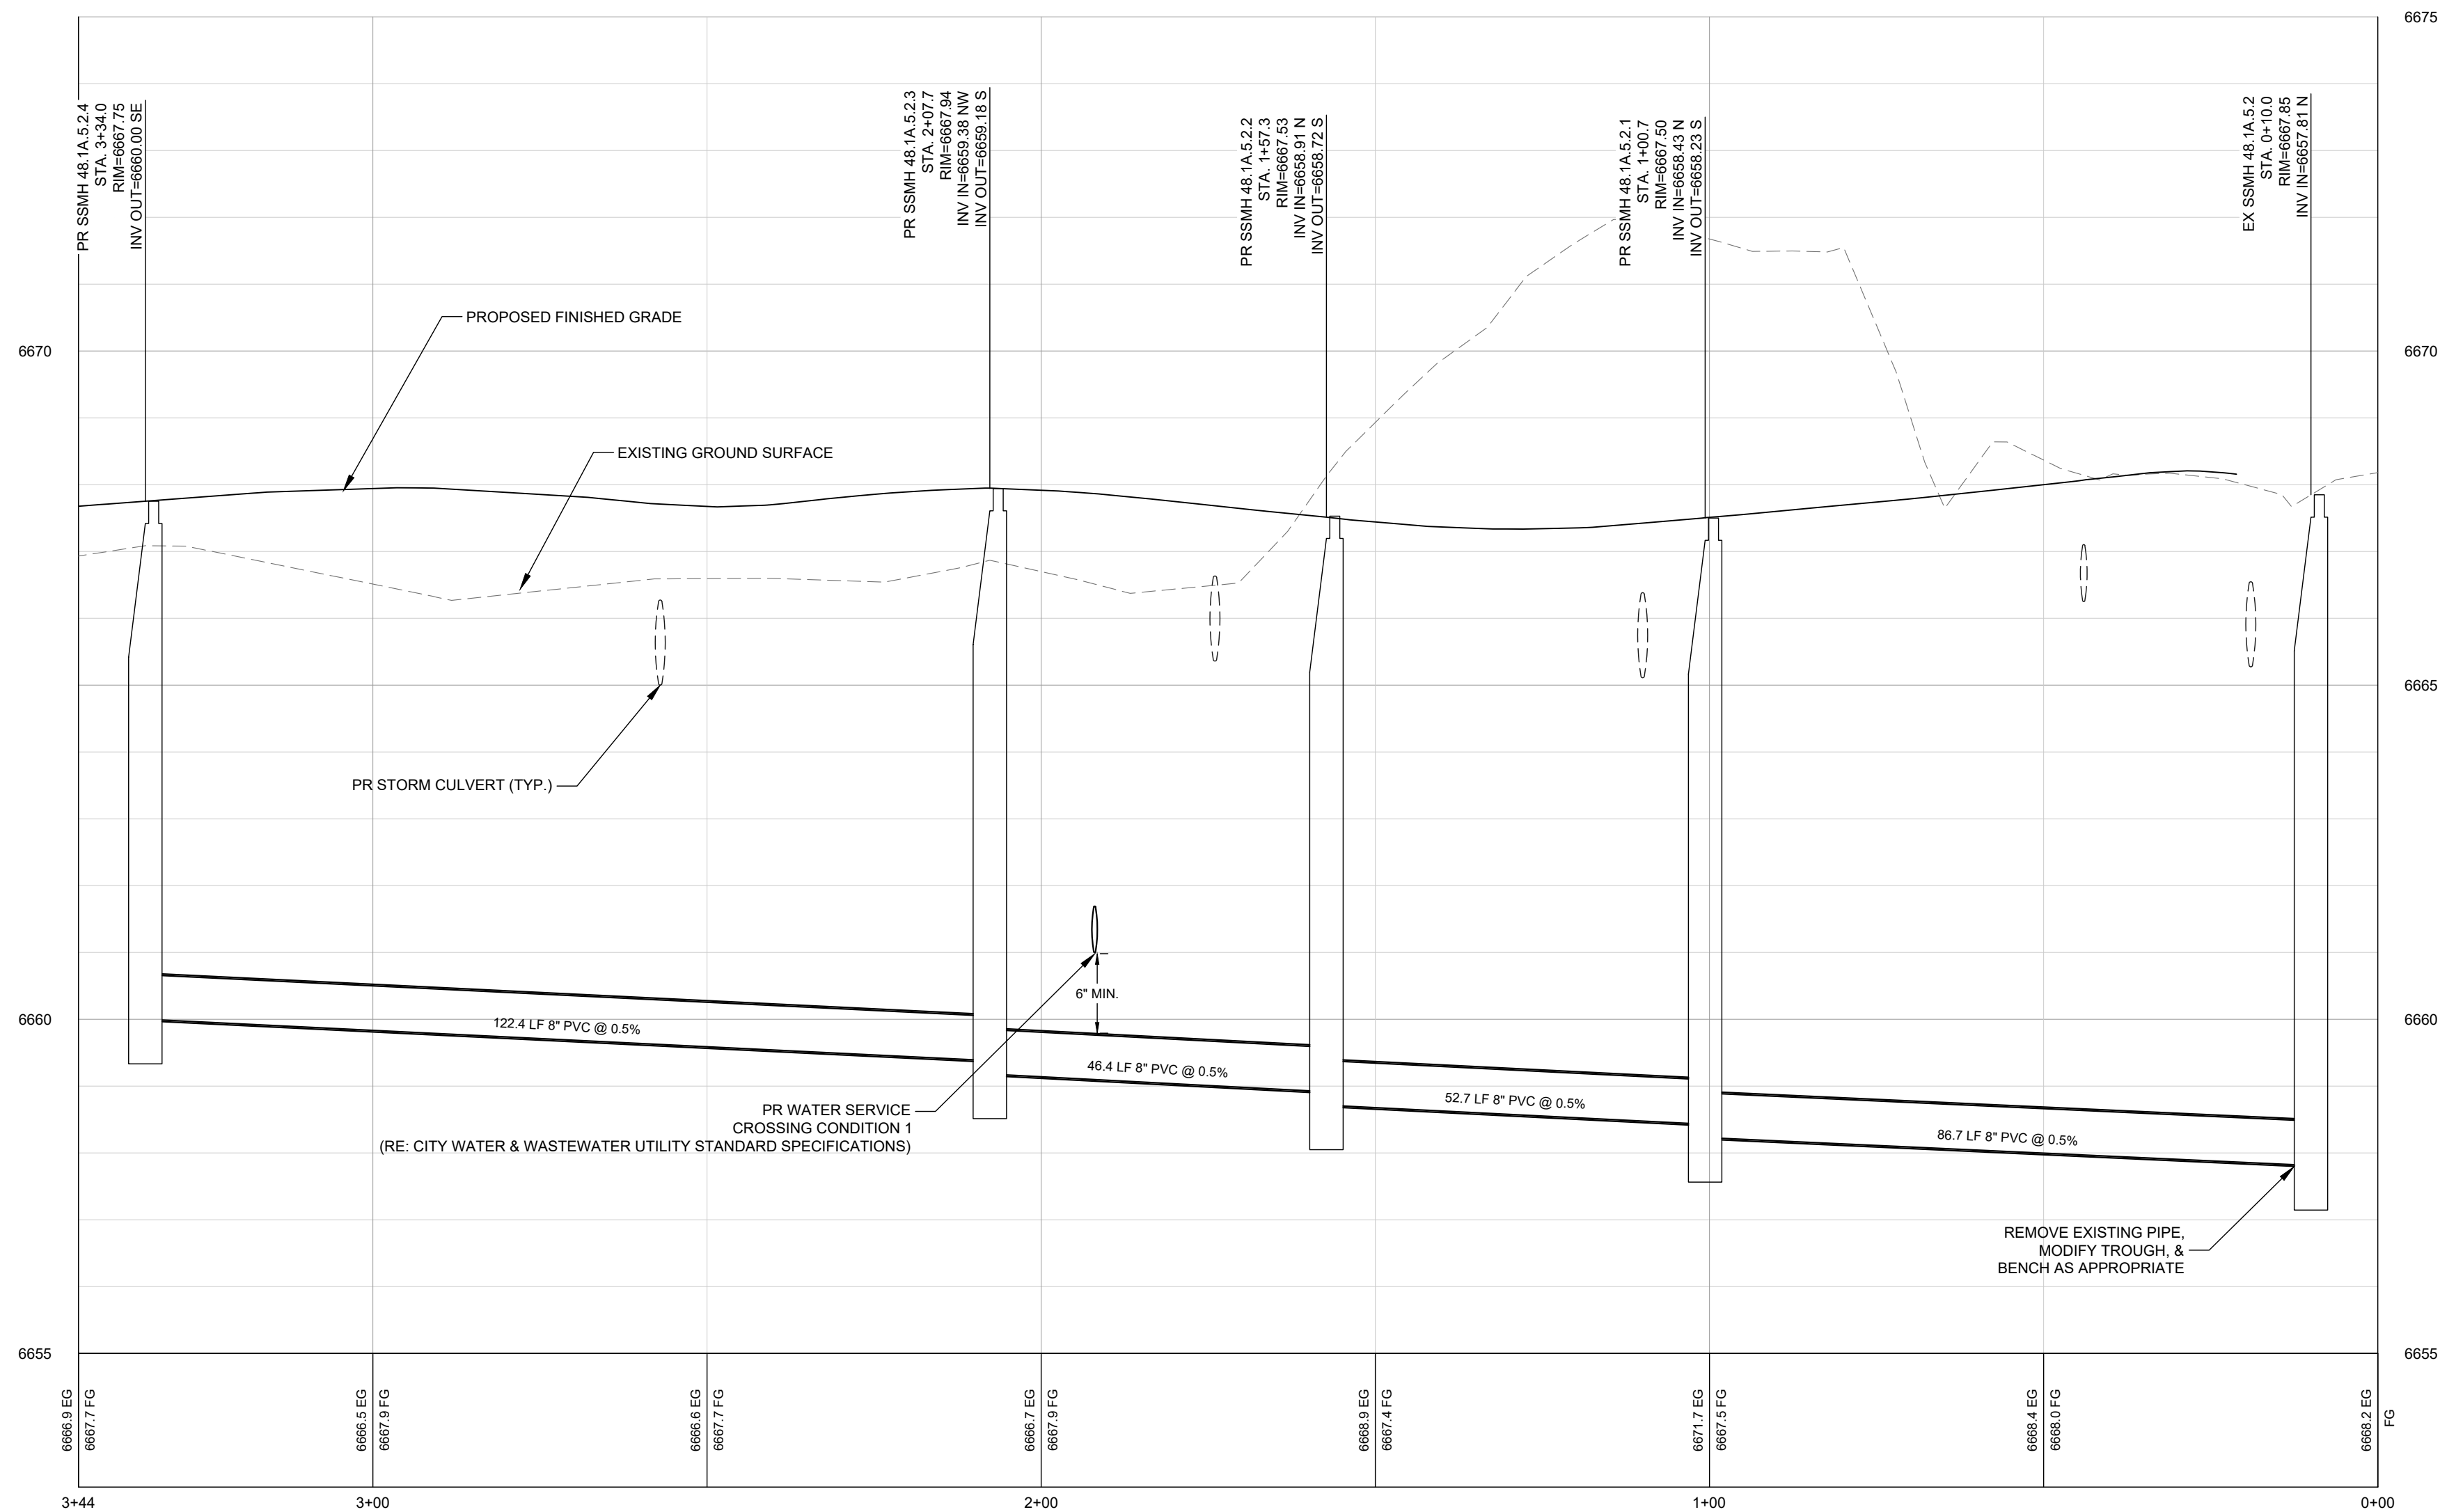 6675
PR SSMH 48.1A.5.2.4
STA. 3+34.0
RIM=6667.75
INV OUT=6660.00 SE
PR SSMH 48.1A.5.2.3
STA. 2+07.7
RIM=6667.94
INV IN=6659.38 NW
INV OUT=6659.18 S
PR SSMH 48.1A.5.2.2
STA. 1+57.3
RIM=6667.53
INV IN=6658.91 N
INV OUT=6658.72 S
PR SSMH 48.1A.5.2.1
STA. 1+00.7
RIM=6667.50
INV IN=6658.43 N
INV OUT=6658.23 S
EX SSMH 48.1A.5.2
STA. 0+10.0
RIM=6667.85
INV IN=6657.81 N
PROPOSED FINISHED GRADE
6670
6670
EXISTING GROUND SURFACE
6665
PR STORM CULVERT (TYP.)
6" MIN.
6660
6660
122.4 LF 8" PVC @ 0.5%
46.4 LF 8" PVC @ 0.5%
52.7 LF 8" PVC @ 0.5%
86.7 LF 8" PVC @ 0.5%
PR WATER SERVICE
CROSSING CONDITION 1
(RE: CITY WATER & WASTEWATER UTILITY STANDARD SPECIFICATIONS)
REMOVE EXISTING PIPE,
MODIFY TROUGH, &
BENCH AS APPROPRIATE
6655
6655
6666.9 EG
6667.7 FG
6666.5 EG
6667.9 FG
6666.6 EG
6667.7 FG
6666.7 EG
6667.9 FG
6668.9 EG
6667.4 FG
6671.7 EG
6667.5 FG
6668.4 EG
6668.0 FG
6668.2 EG
FG
3+44
3+00
2+00
1+00
0+00